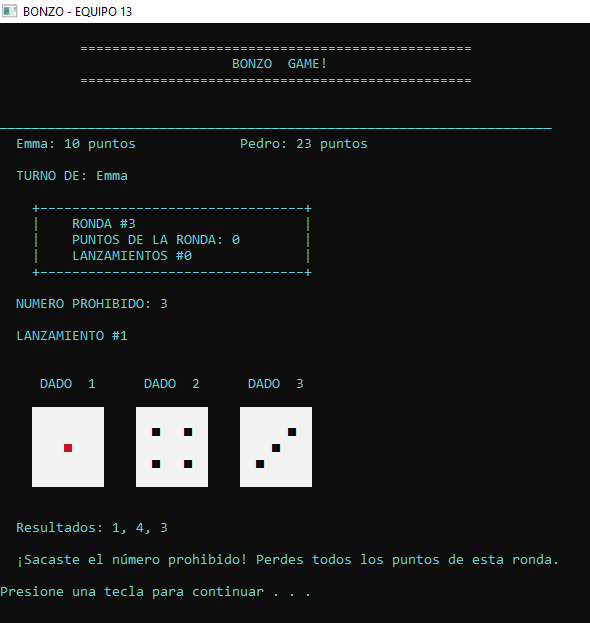 BONZO - EQUIPO 13
=================================================
BONZO  GAME!
=================================================
_____________________________________________________________________
Emma: 10 puntos             Pedro: 23 puntos
TURNO DE: Emma
+---------------------------------+
|    RONDA #3                     |
|    PUNTOS DE LA RONDA: 0        |
|    LANZAMIENTOS #0              |
+---------------------------------+
NUMERO PROHIBIDO: 3
LANZAMIENTO #1
DADO  1      DADO  2      DADO  3
Resultados: 1, 4, 3
¡Sacaste el número prohibido! Perdes todos los puntos de esta ronda.
Presione una tecla para continuar . . .